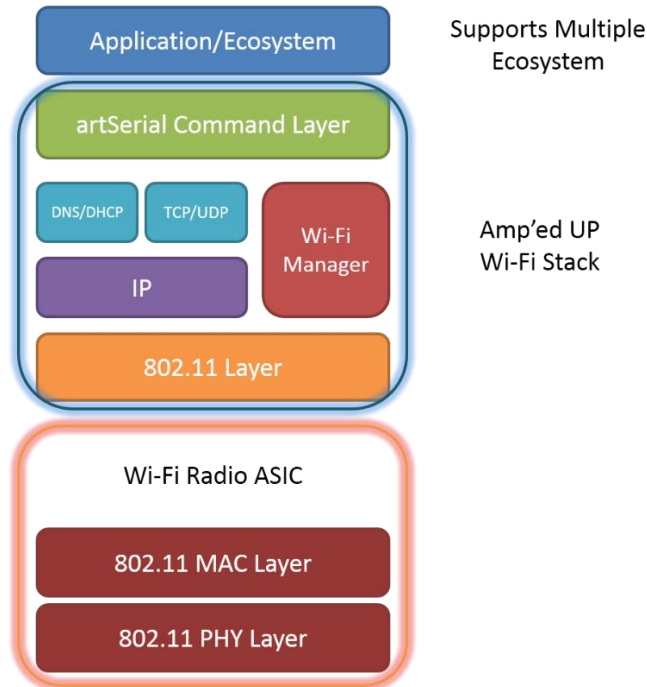 Application/Ecosystem
Supports Multiple
Ecosystem
artSerial Command Layer
DNS/DHCP
TCP/UDP
Wi-Fi
Manager
IP
Amp’ed UP
Wi-Fi Stack
802.11 Layer
Wi-Fi Radio ASIC
802.11 MAC Layer
802.11 PHY Layer